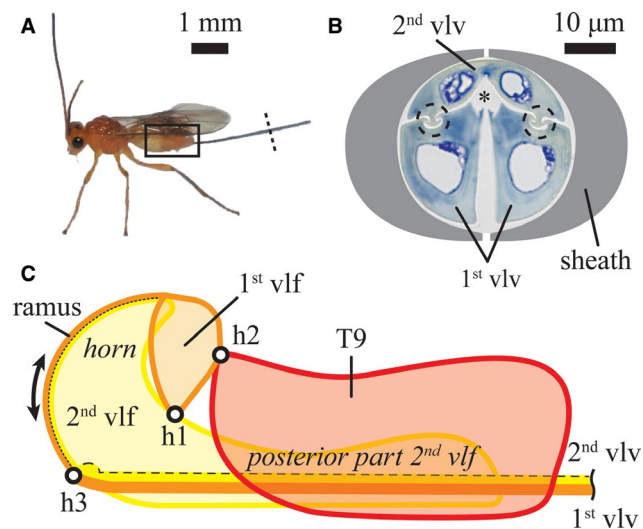 A
1 mm
B
2nd vlv
10 µm
*
1st vlv
sheath
C
ramus
1st vlf
horn
h2
T9
2nd vlf
h1
posterior part 2nd vlf
2nd vlv
h3
1st vlv